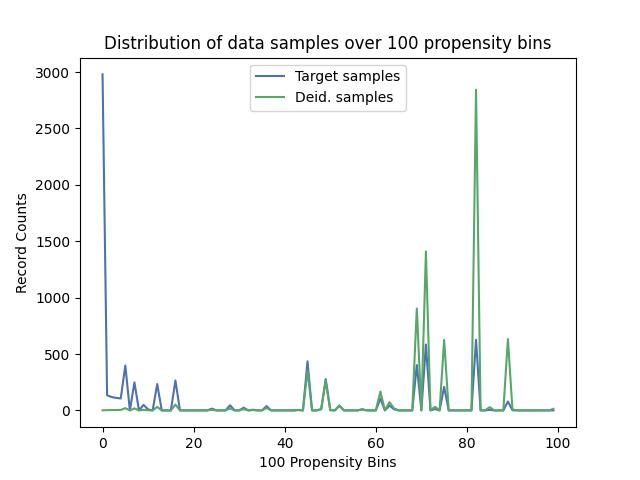 Distribution of data samples over 100 propensity bins
Target samples
Deid. samples
Record Counts
3000
2500
2000
1500
1000
500
0
0 20 40 60 80 100
100 Propensity Bins